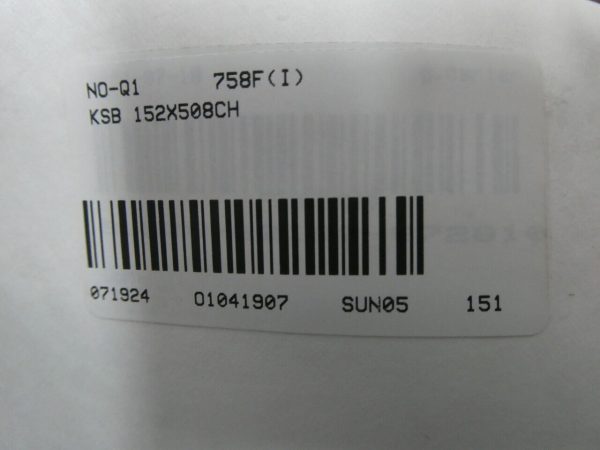 NO-Q1 758F(I)
KSB 152X508CH
071924 01041907 SUN05 151